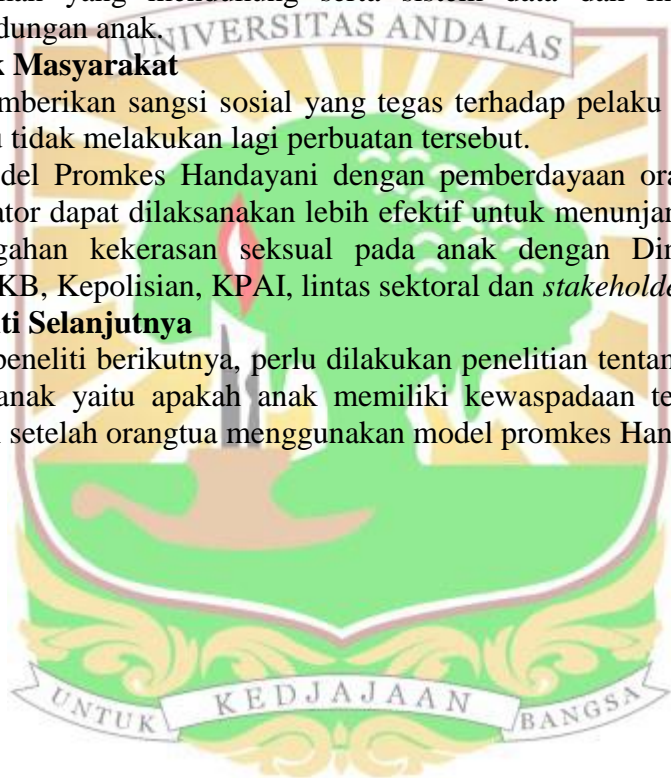 yang mendukung serta sistem data dan
dungan anak.
UNIVERSITAS ANDALAS
Masyarakat
mberikan sangsi sosial yang tegas terhadap pelaku
tidak melakukan lagi perbuatan tersebut.
del Promkes Handayani dengan pemberdayaan ora
ator dapat dilaksanakan lebih efektif untuk menunjan
gahan kekerasan seksual pada anak dengan Din
KB, Kepolisian, KPAI, lintas sektoral dan stakeholde
ti Selanjutnya
peneliti berikutnya, perlu dilakukan penelitian tentan
anak yaitu apakah anak memiliki kewaspadaan te
setelah orangtua menggunakan model promkes Han
UNTUK KEDJAJAAN BANGSA